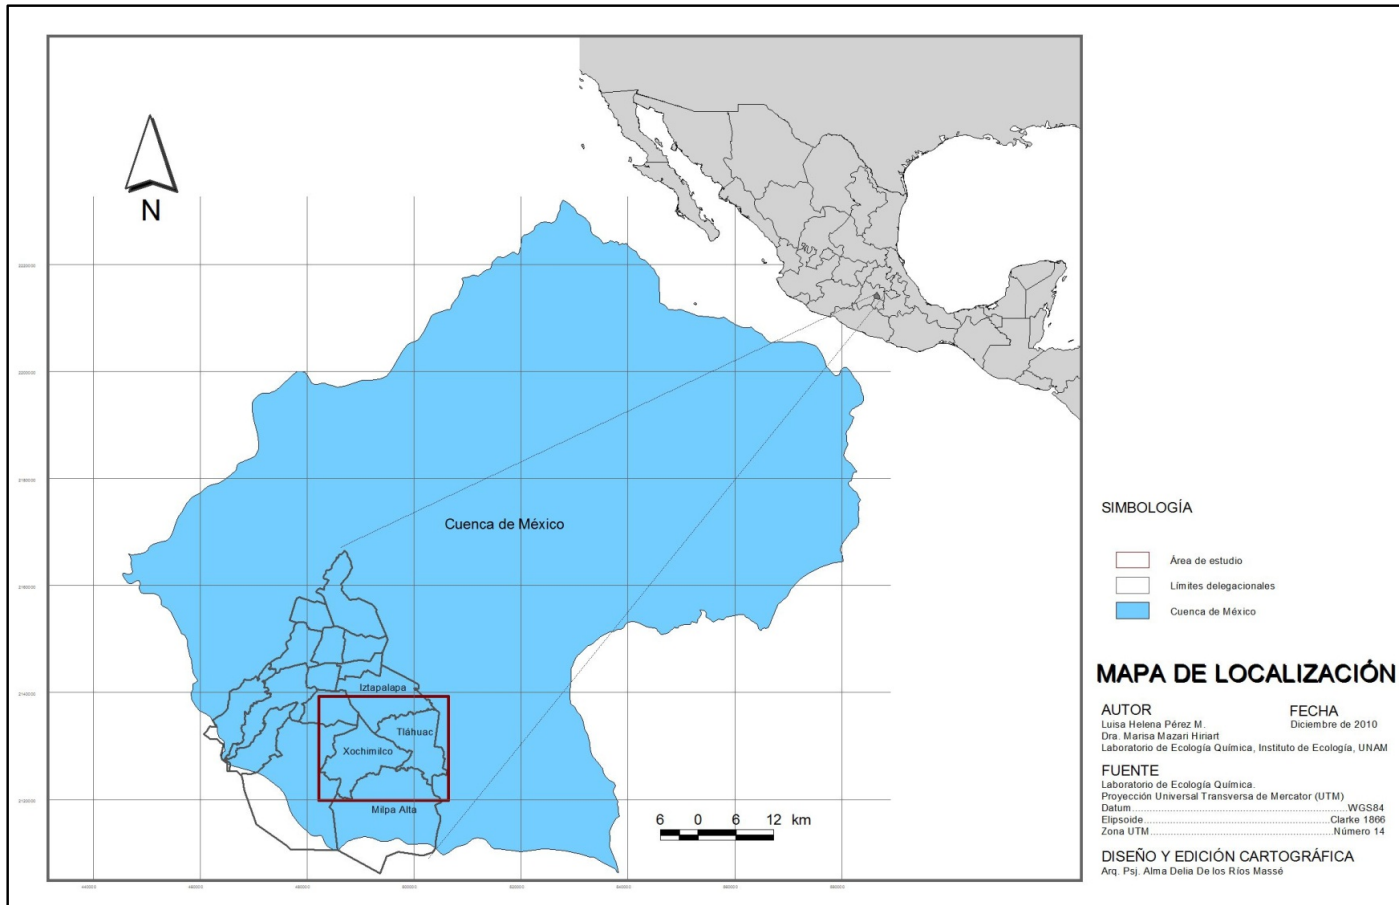 N
Cuenca de México
Iztapalapa
Tláhuac
Xochimilco
Milpa Alta
6 0 6 12 km
SIMBOLOGÍA
Área de estudio
Límites delegacionales
Cuenca de México
MAPA DE LOCALIZACIÓN
AUTOR FECHA
Luisa Helena Pérez M. Diciembre de 2010
Dra. Marisa Mazari Hiriart
Laboratorio de Ecología Química, Instituto de Ecología, UNAM
FUENTE
Laboratorio de Ecología Química.
Proyección Universal Transversa de Mercator (UTM)
Datum...WGS84
Elipsoide...Clarke 1866
Zona UTM...Número 14
DISEÑO Y EDICIÓN CARTOGRÁFICA
Arq. Psj. Alma Delia De los Ríos Massé